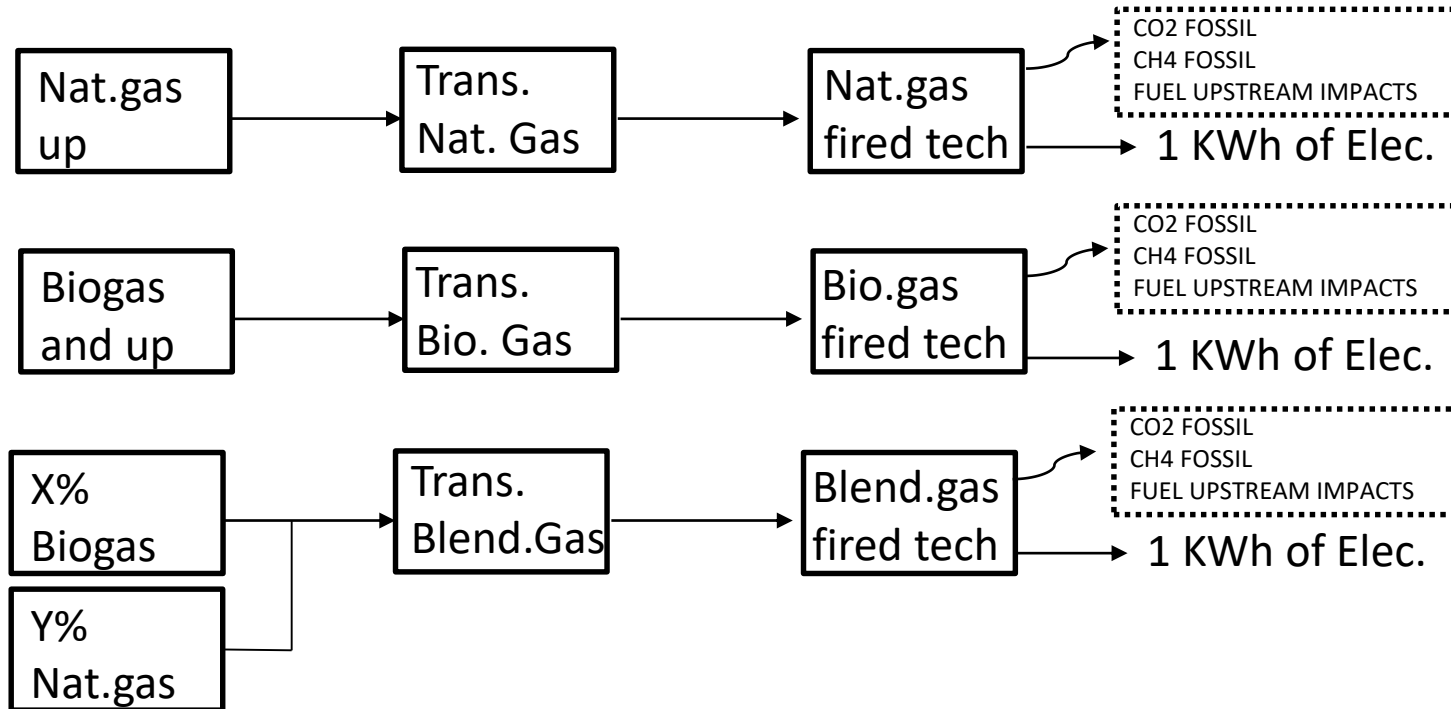 Nat.gas
up
Trans.
Nat. Gas
Nat.gas
fired tech
CO2 FOSSIL
CH4 FOSSIL
FUEL UPSTREAM IMPACTS
1 KWh of Elec.
Biogas
and up
Trans.
Bio. Gas
Bio.gas
fired tech
CO2 FOSSIL
CH4 FOSSIL
FUEL UPSTREAM IMPACTS
1 KWh of Elec.
X%
Biogas
Y%
Nat.gas
Trans.
Blend.Gas
Blend.gas
fired tech
CO2 FOSSIL
CH4 FOSSIL
FUEL UPSTREAM IMPACTS
1 KWh of Elec.